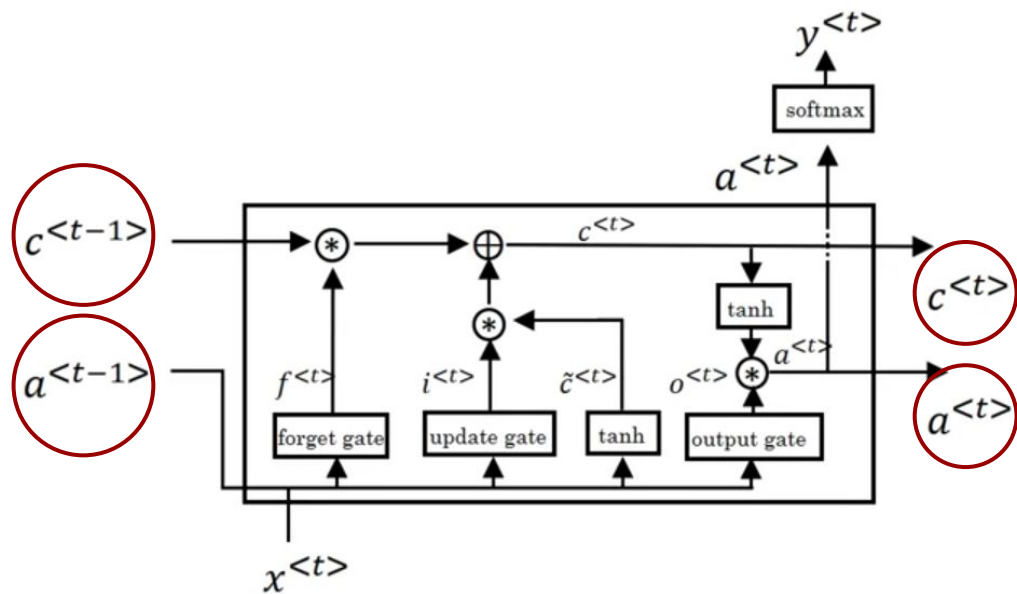 y<t>
softmax
a<t>
c<t-1>
c<t>
tanh
c<t>
a<t-1>
f<t>
i<t>
c̃<t>
o<t>
a<t>
a<t>
forget gate
update gate
tanh
output gate
x<t>